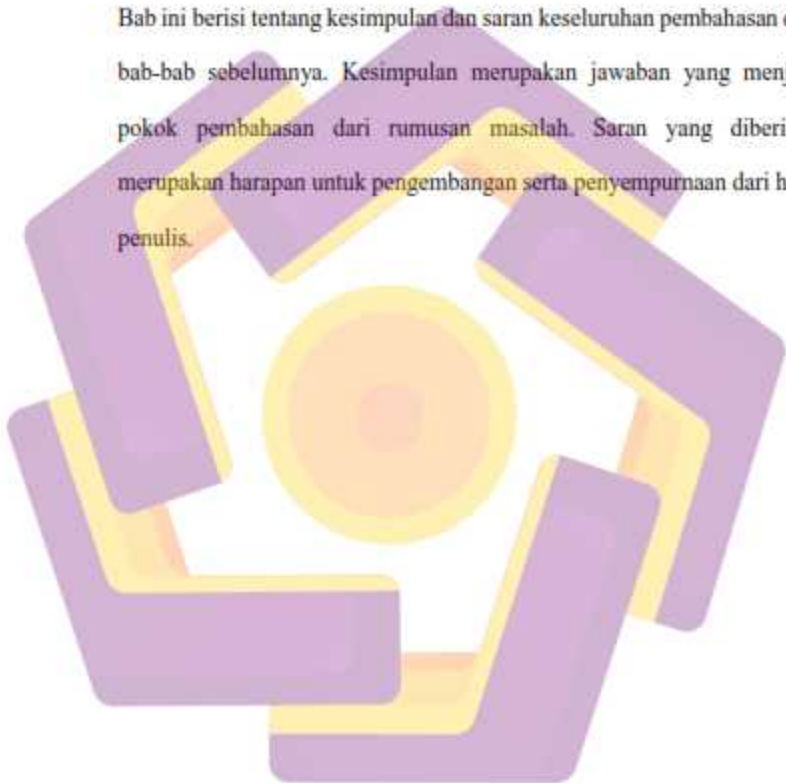 Bab ini berisi tentang kesimpulan dan saran keseluruhan pembahasan
bab-bab sebelumnya. Kesimpulan merupakan jawaban yang
pokok pembahasan dari rumusan masalah. Saran yang
merupakan harapan untuk pengembangan serta penyempurnaan dari
penulis.